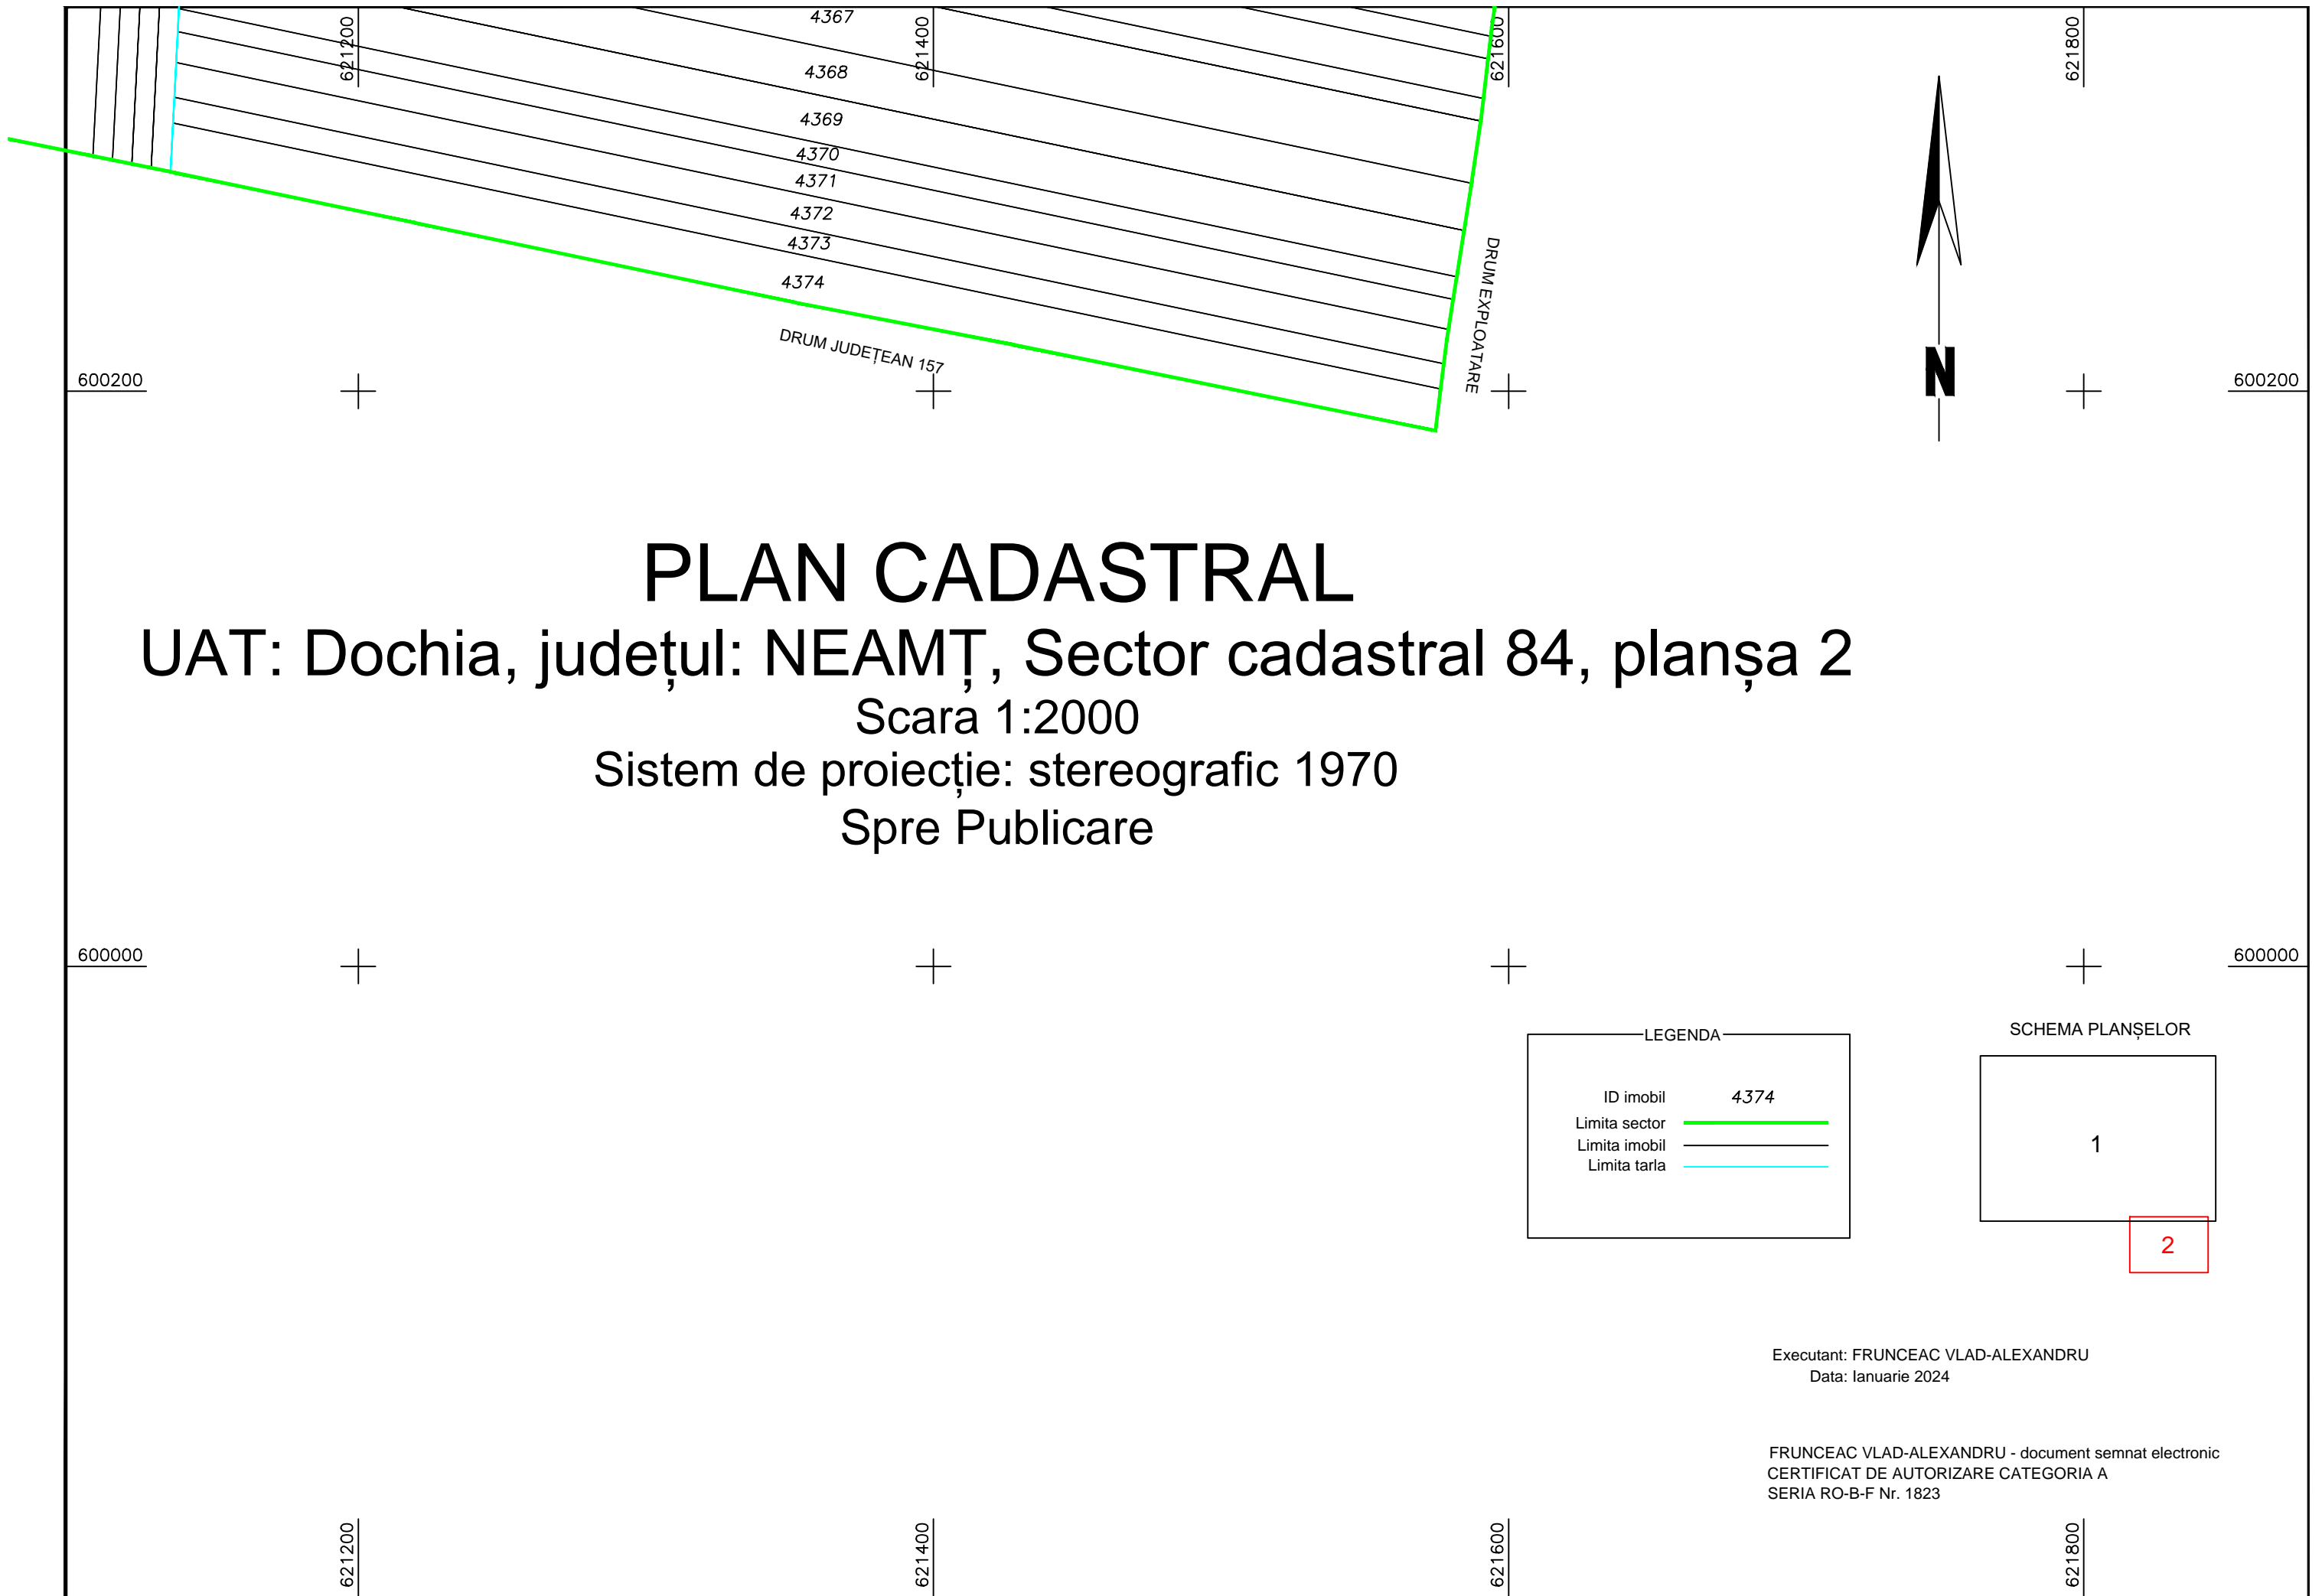 621200
621400
621600
621800
4367
4368
4369
4370
4371
4372
4373
4374
DRUM JUDEȚEAN 157
DRUM EXPLOATARE
N
600200
600200
PLAN CADASTRAL
UAT: Dochia, județul: NEAMȚ, Sector cadastral 84, planșa 2
Scara 1:2000
Sistem de proiecție: stereografic 1970
Spre Publicare
600000
600000
LEGENDA
ID imobil 4374
Limita sector
Limita imobil
Limita tarla
SCHEMA PLANȘELOR
1
2
Executant: FRUNCEAC VLAD-ALEXANDRU
Data: Ianuarie 2024
FRUNCEAC VLAD-ALEXANDRU - document semnat electronic
CERTIFICAT DE AUTORIZARE CATEGORIA A
SERIA RO-B-F Nr. 1823
621200
621400
621600
621800